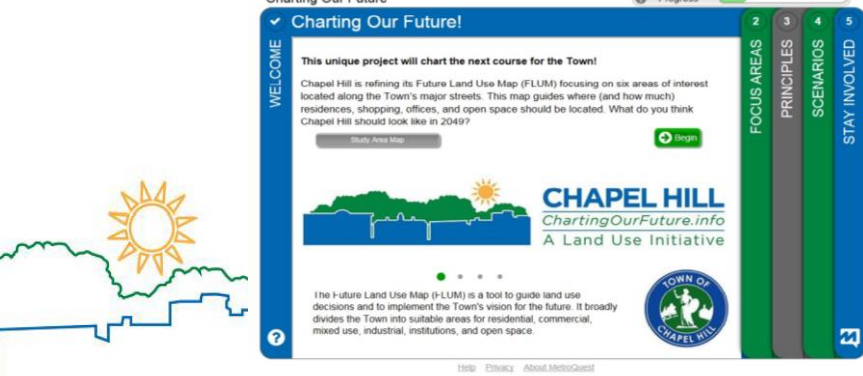 Charting Our Future
Progress
Charting Our Future!
WELCOME
This unique project will chart the next course for the Town!
Chapel Hill is refining its Future Land Use Map (FLUM) focusing on six areas of interest
located along the Town's major streets. This map guides where (and how much)
residences, shopping, offices, and open space should be located. What do you think
Chapel Hill should look like in 2049?
Study Area Map
Begin
CHAPEL HILL
ChartingOurFuture.info
A Land Use Initiative
The Future Land Use Map (FLUM) is a tool to guide land use
decisions and to implement the Town's vision for the future. It broadly
divides the Town into suitable areas for residential, commercial,
mixed use, industrial, institutions, and open space.
TOWN OF
CHAPEL HILL
?
2
FOCUS AREAS
3
PRINCIPLES
4
SCENARIOS
5
STAY INVOLVED
Help Privacy About MetroQuest